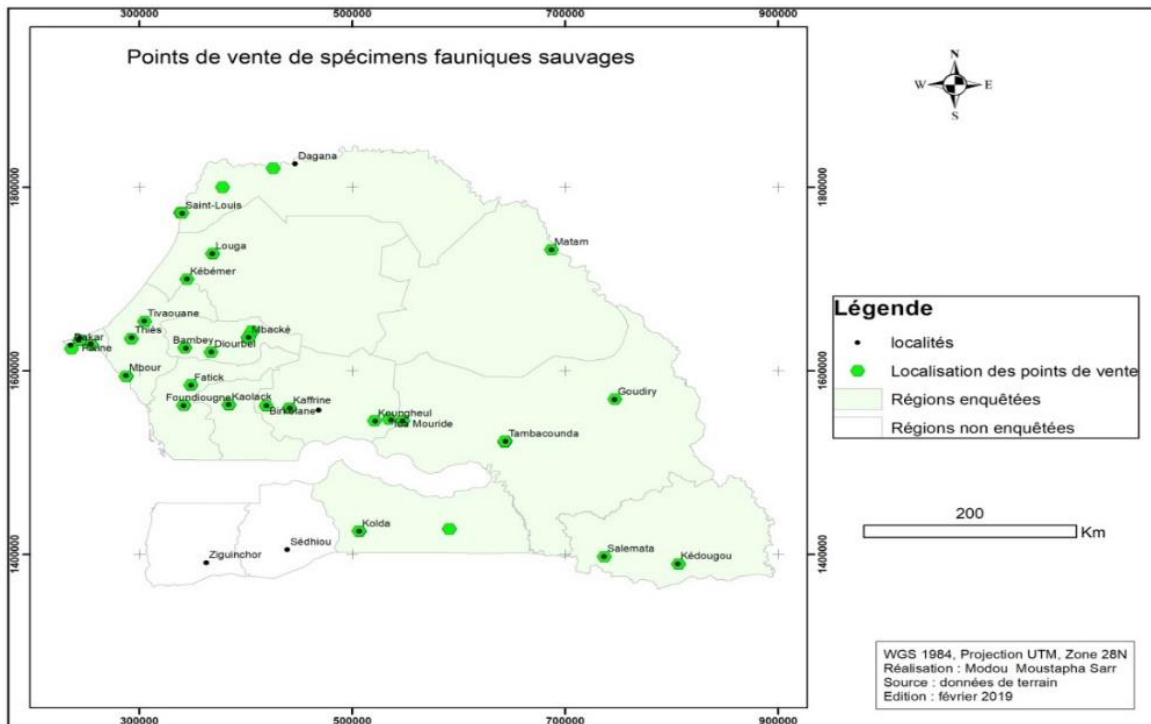 300000 500000 700000 900000
Points de vente de spécimens fauniques sauvages
N
W E
S
Dagana
1800000 1800000
Saint-Louis
Louga
Matam
Kébémer
Tivaouane
Thiés
Mbacké
Bambey
Diourbel
Dakar
1600000 1600000
Mbour
Fatick
Goudiry
Foundiougne
Kaolack
Kaffrine
Birkelane
Koungheul
Ida Mouride
Tambacounda
Kolda
Sédhiou
Ziguinchor
1400000 1400000
Salemata
Kédougou
300000 500000 700000 900000
Légende
localités
Localisation des points de vente
Régions enquêtées
Régions non enquêtées
200
Km
WGS 1984, Projection UTM, Zone 28N
Réalisation : Modou Moustapha Sarr
Source : données de terrain
Edition : février 2019